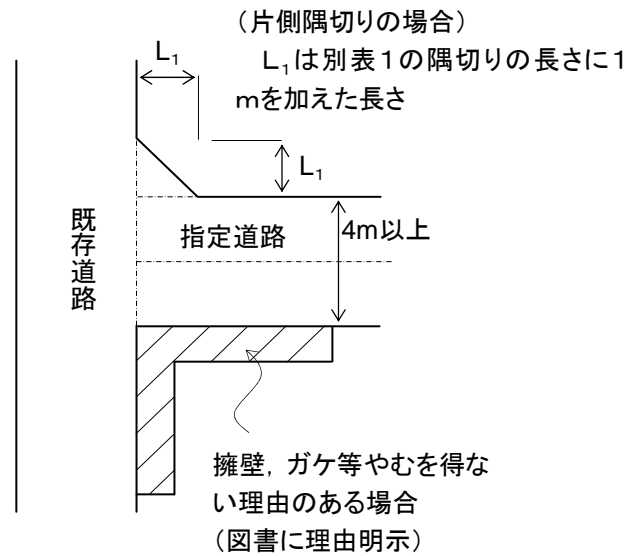 （片側隅切りの場合）
L₁は別表1の隅切りの長さに1
ｍを加えた長さ
L₁
L₁
既存道路
指定道路
4m以上
擁壁，ガケ等やむを得な
い理由のある場合
（図書に理由明示）